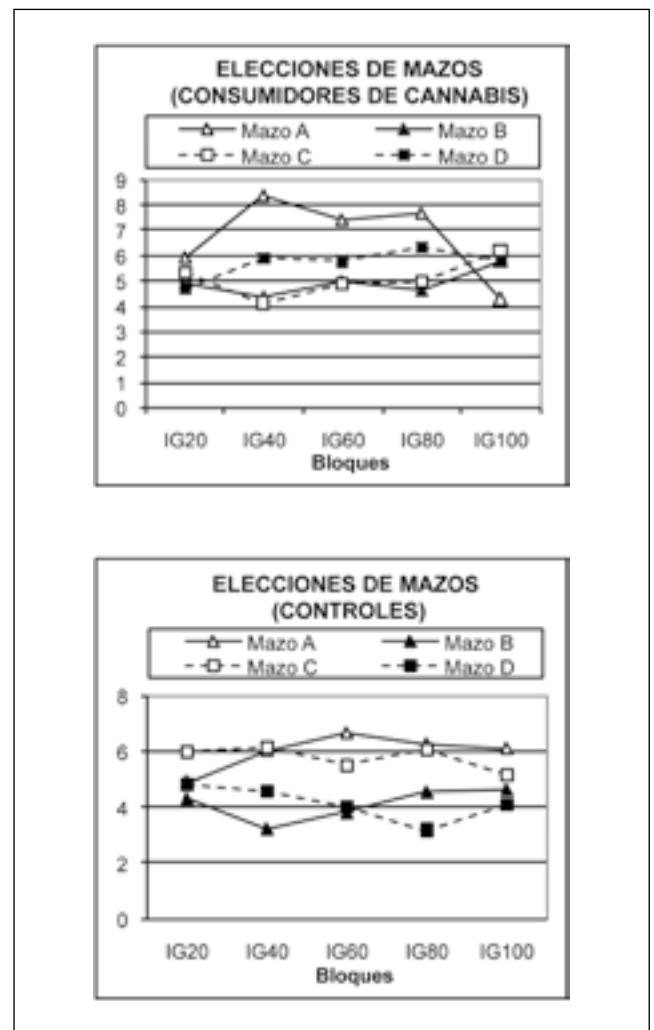 ELECCIONES DE MAZOS
(CONSUMIDORES DE CANNABIS)
Mazo A Mazo B
Mazo C Mazo D
9
8
7
6
5
4
3
2
1
0
IG20 IG40 IG60 IG80 IG100
Bloques
ELECCIONES DE MAZOS
(CONTROLES)
Mazo A Mazo B
Mazo C Mazo D
8
6
4
2
0
IG20 IG40 IG60 IG80 IG100
Bloques